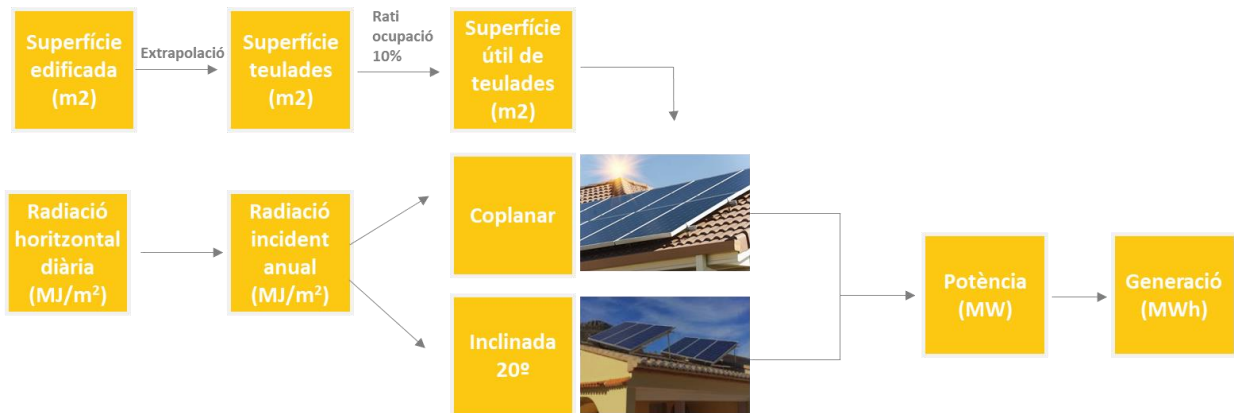 Superfície
edificada
(m2)
Extrapolació
Superfície
teulades
(m2)
Rati
ocupació
10%
Superfície
útil de
teulades
(m2)
Radiació
horitzontal
diària
(MJ/m²)
Radiació
incident
anual
(MJ/m²)
Coplanar
Inclinada
20º
Potència
(MW)
Generació
(MWh)